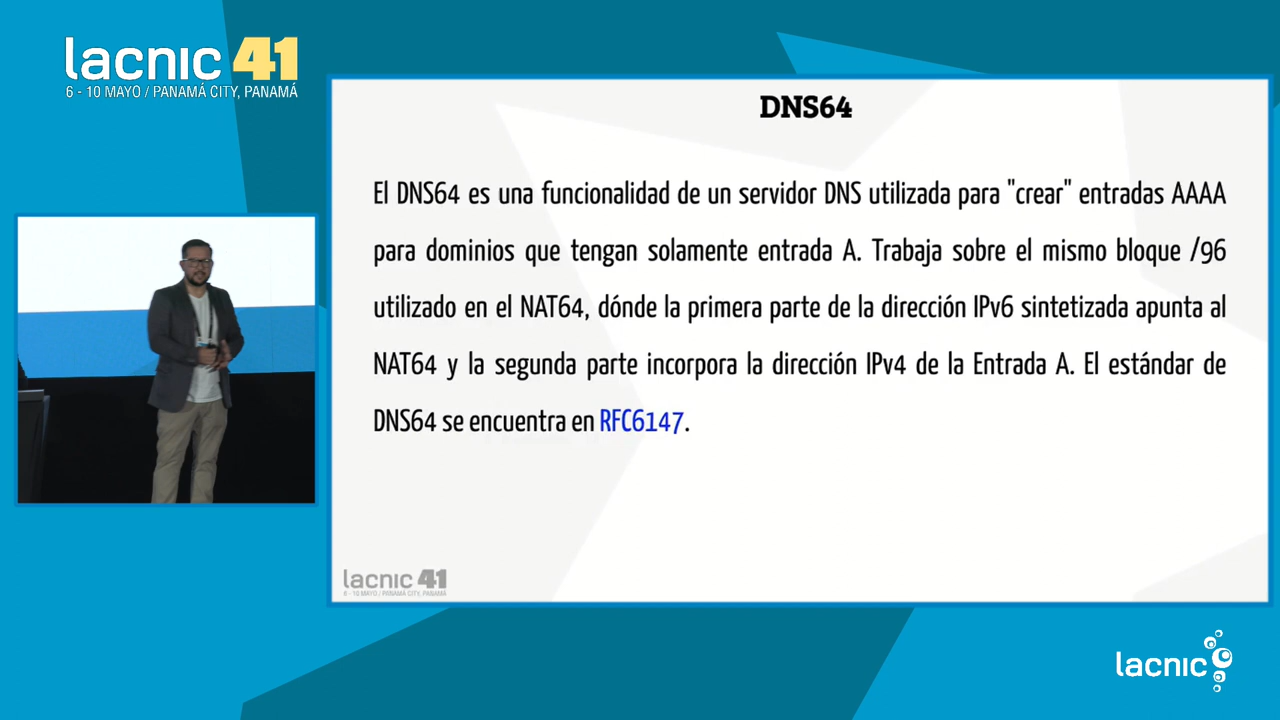 lacnic 41
6 - 10 MAYO / PANAMÁ CITY, PANAMÁ
DNS64
El DNS64 es una funcionalidad de un servidor DNS utilizada para "crear" entradas AAAA
para dominios que tengan solamente entrada A. Trabaja sobre el mismo bloque /96
utilizado en el NAT64, dónde la primera parte de la dirección IPv6 sintetizada apunta al
NAT64 y la segunda parte incorpora la dirección IPv4 de la Entrada A. El estándar de
DNS64 se encuentra en RFC6147.
lacnic 41
6 - 10 MAYO / PANAMÁ CITY, PANAMÁ
lacnic